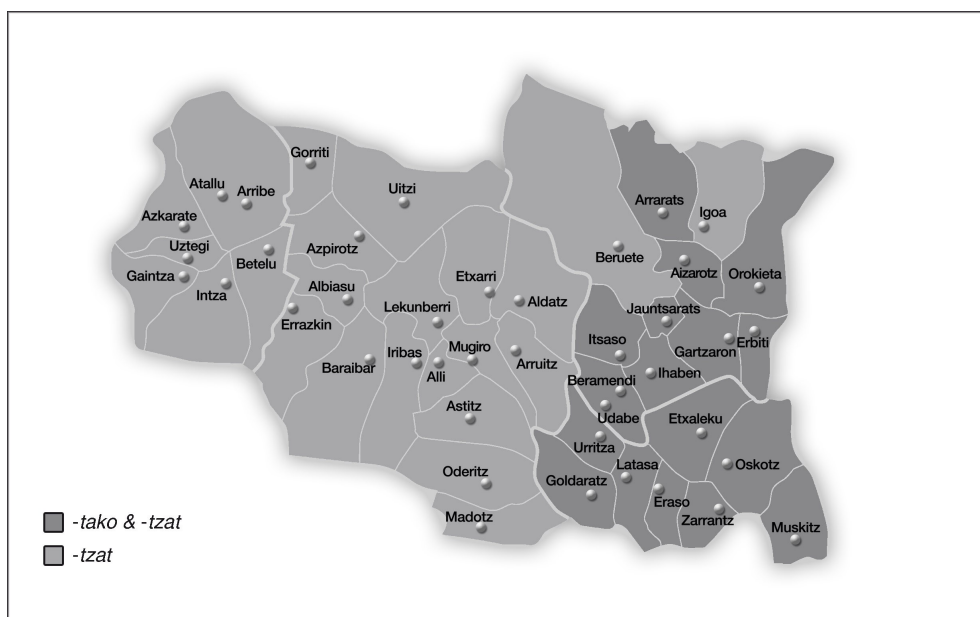 Gorriti
Uitzi
Atallu
Arribe
Arrarats
Igoa
Azkarate
Uztegi
Azpirotz
Beruete
Betelu
Aizarotz
Orokieta
Gaintza
Intza
Albiasu
Etxarri
Aldatz
Lekunberri
Jauntsarats
Errazkin
Itsaso
Gartzaron
Erbiti
Baraibar
Iribas
Mugiro
Alli
Arruitz
Ihaben
Beramendi
Astitz
Udabe
Etxaleku
Urritza
Latasa
Oskotz
Oderitz
Goldaratz
Eraso
Zarrantz
Madotz
Muskitz
-tako & -tzat
-tzat